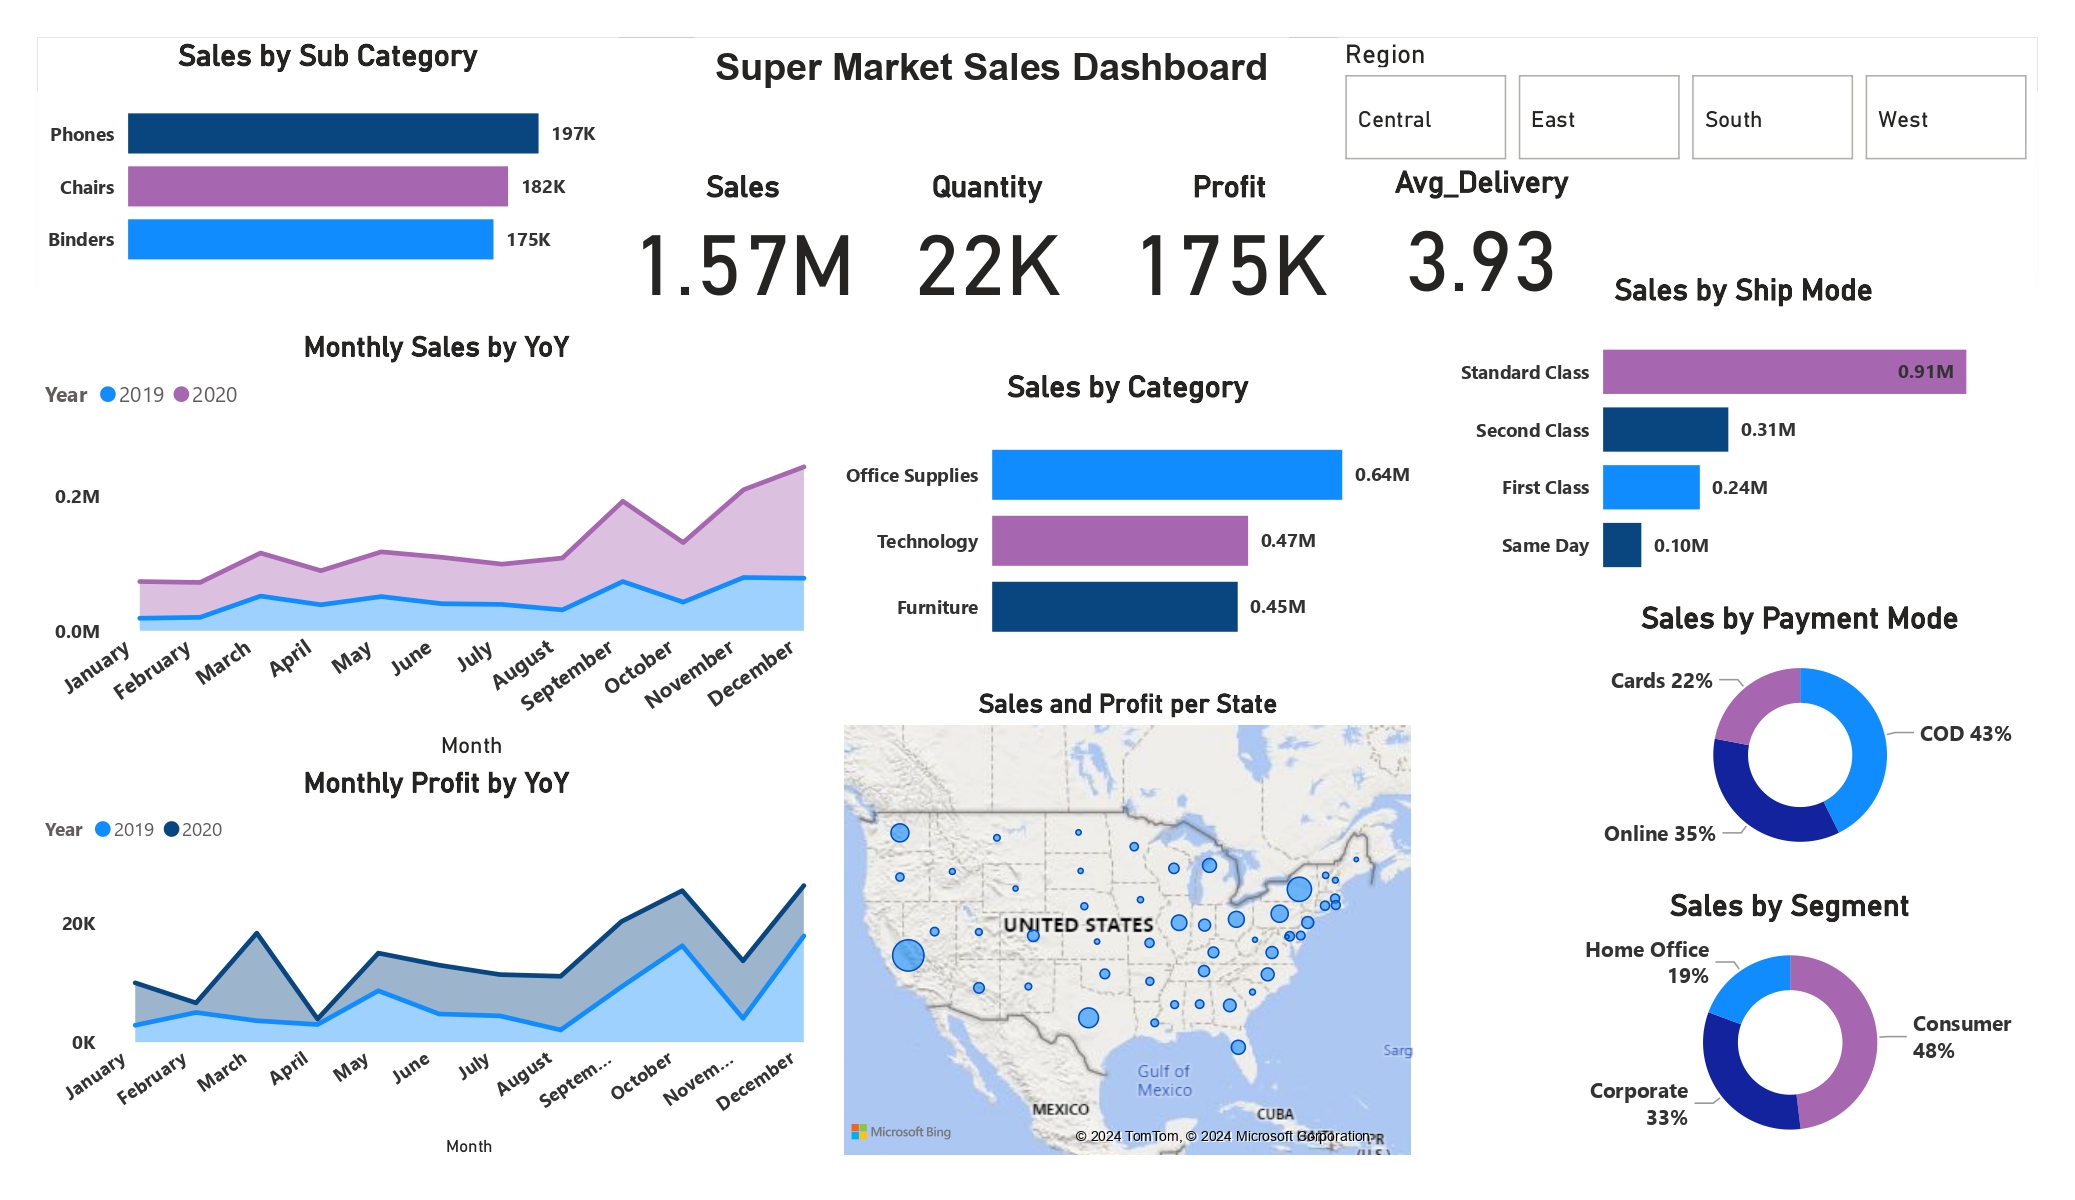 Sales by Sub Category
Phones
197K
Chairs
182K
Binders
175K
Super Market Sales Dashboard
Region
Central
East
South
West
Sales
1.57M
Quantity
22K
Profit
175K
Avg_Delivery
3.93
Monthly Sales by YoY
Year
2019
2020
0.2M
0.0M
January
February
March
April
May
June
July
August
September
October
November
December
Month
Sales by Category
Office Supplies
0.64M
Technology
0.47M
Furniture
0.45M
Sales by Ship Mode
Standard Class
0.91M
Second Class
0.31M
First Class
0.24M
Same Day
0.10M
Monthly Profit by YoY
Year
2019
2020
20K
0K
January
February
March
April
May
June
July
August
Septem...
October
Novem...
December
Month
Sales and Profit per State
UNITED STATES
Gulf of
Mexico
MEXICO
CUBA
Sarg
PR
(U.S.)
Microsoft Bing
© 2024 TomTom, © 2024 Microsoft Corporation
Sales by Payment Mode
Cards 22%
COD 43%
Online 35%
Sales by Segment
Home Office
19%
Consumer
48%
Corporate
33%